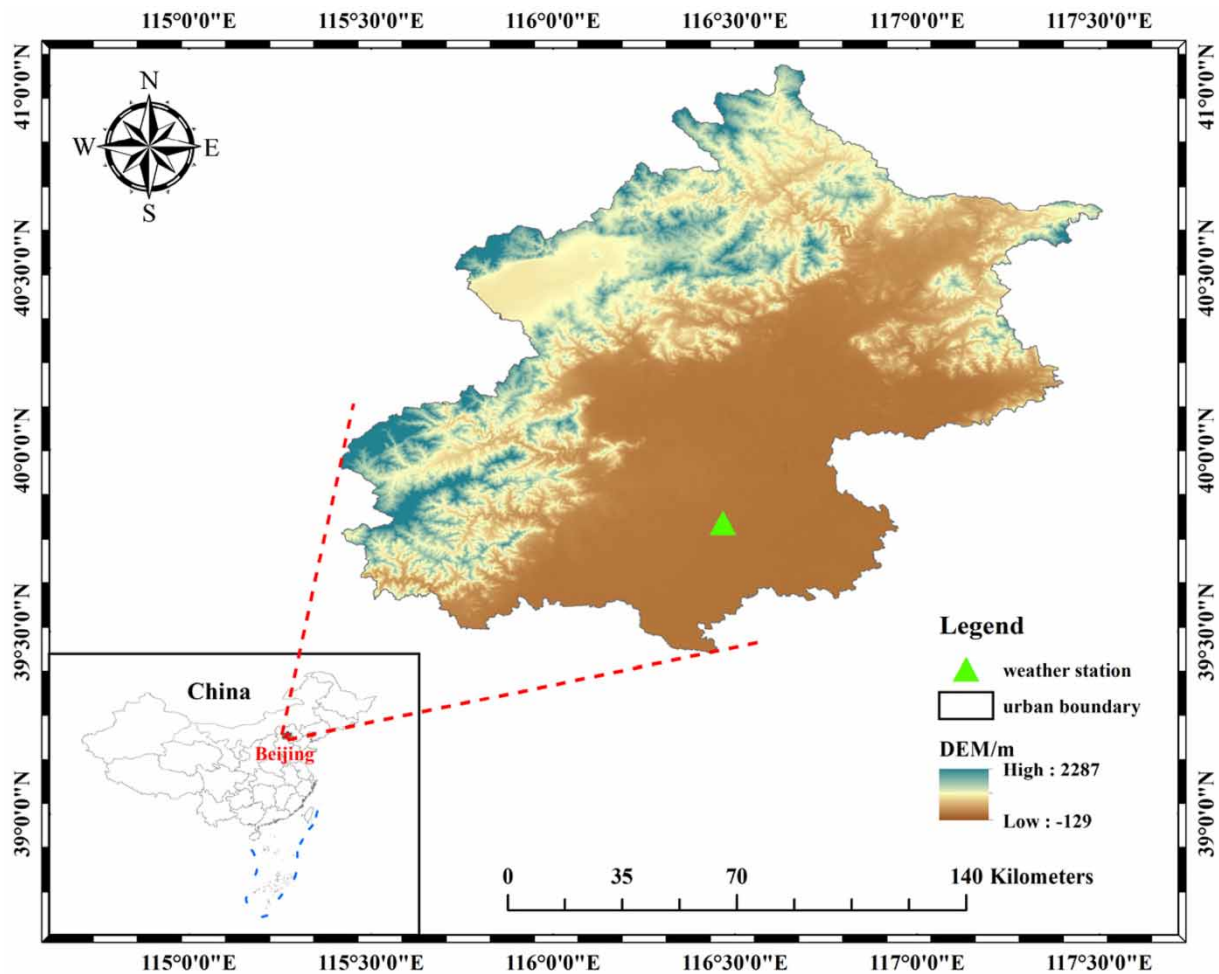 115°0'0"E 115°30'0"E 116°0'0"E 116°30'0"E 117°0'0"E 117°30'0"E
41°0'0"N
41°0'0"N
N
W E
S
40°30'0"N
40°30'0"N
40°0'0"N
40°0'0"N
39°30'0"N
39°30'0"N
39°0'0"N
39°0'0"N
China
Beijing
Legend
weather station
urban boundary
DEM/m
High : 2287
Low : -129
0 35 70 140 Kilometers
115°0'0"E 115°30'0"E 116°0'0"E 116°30'0"E 117°0'0"E 117°30'0"E